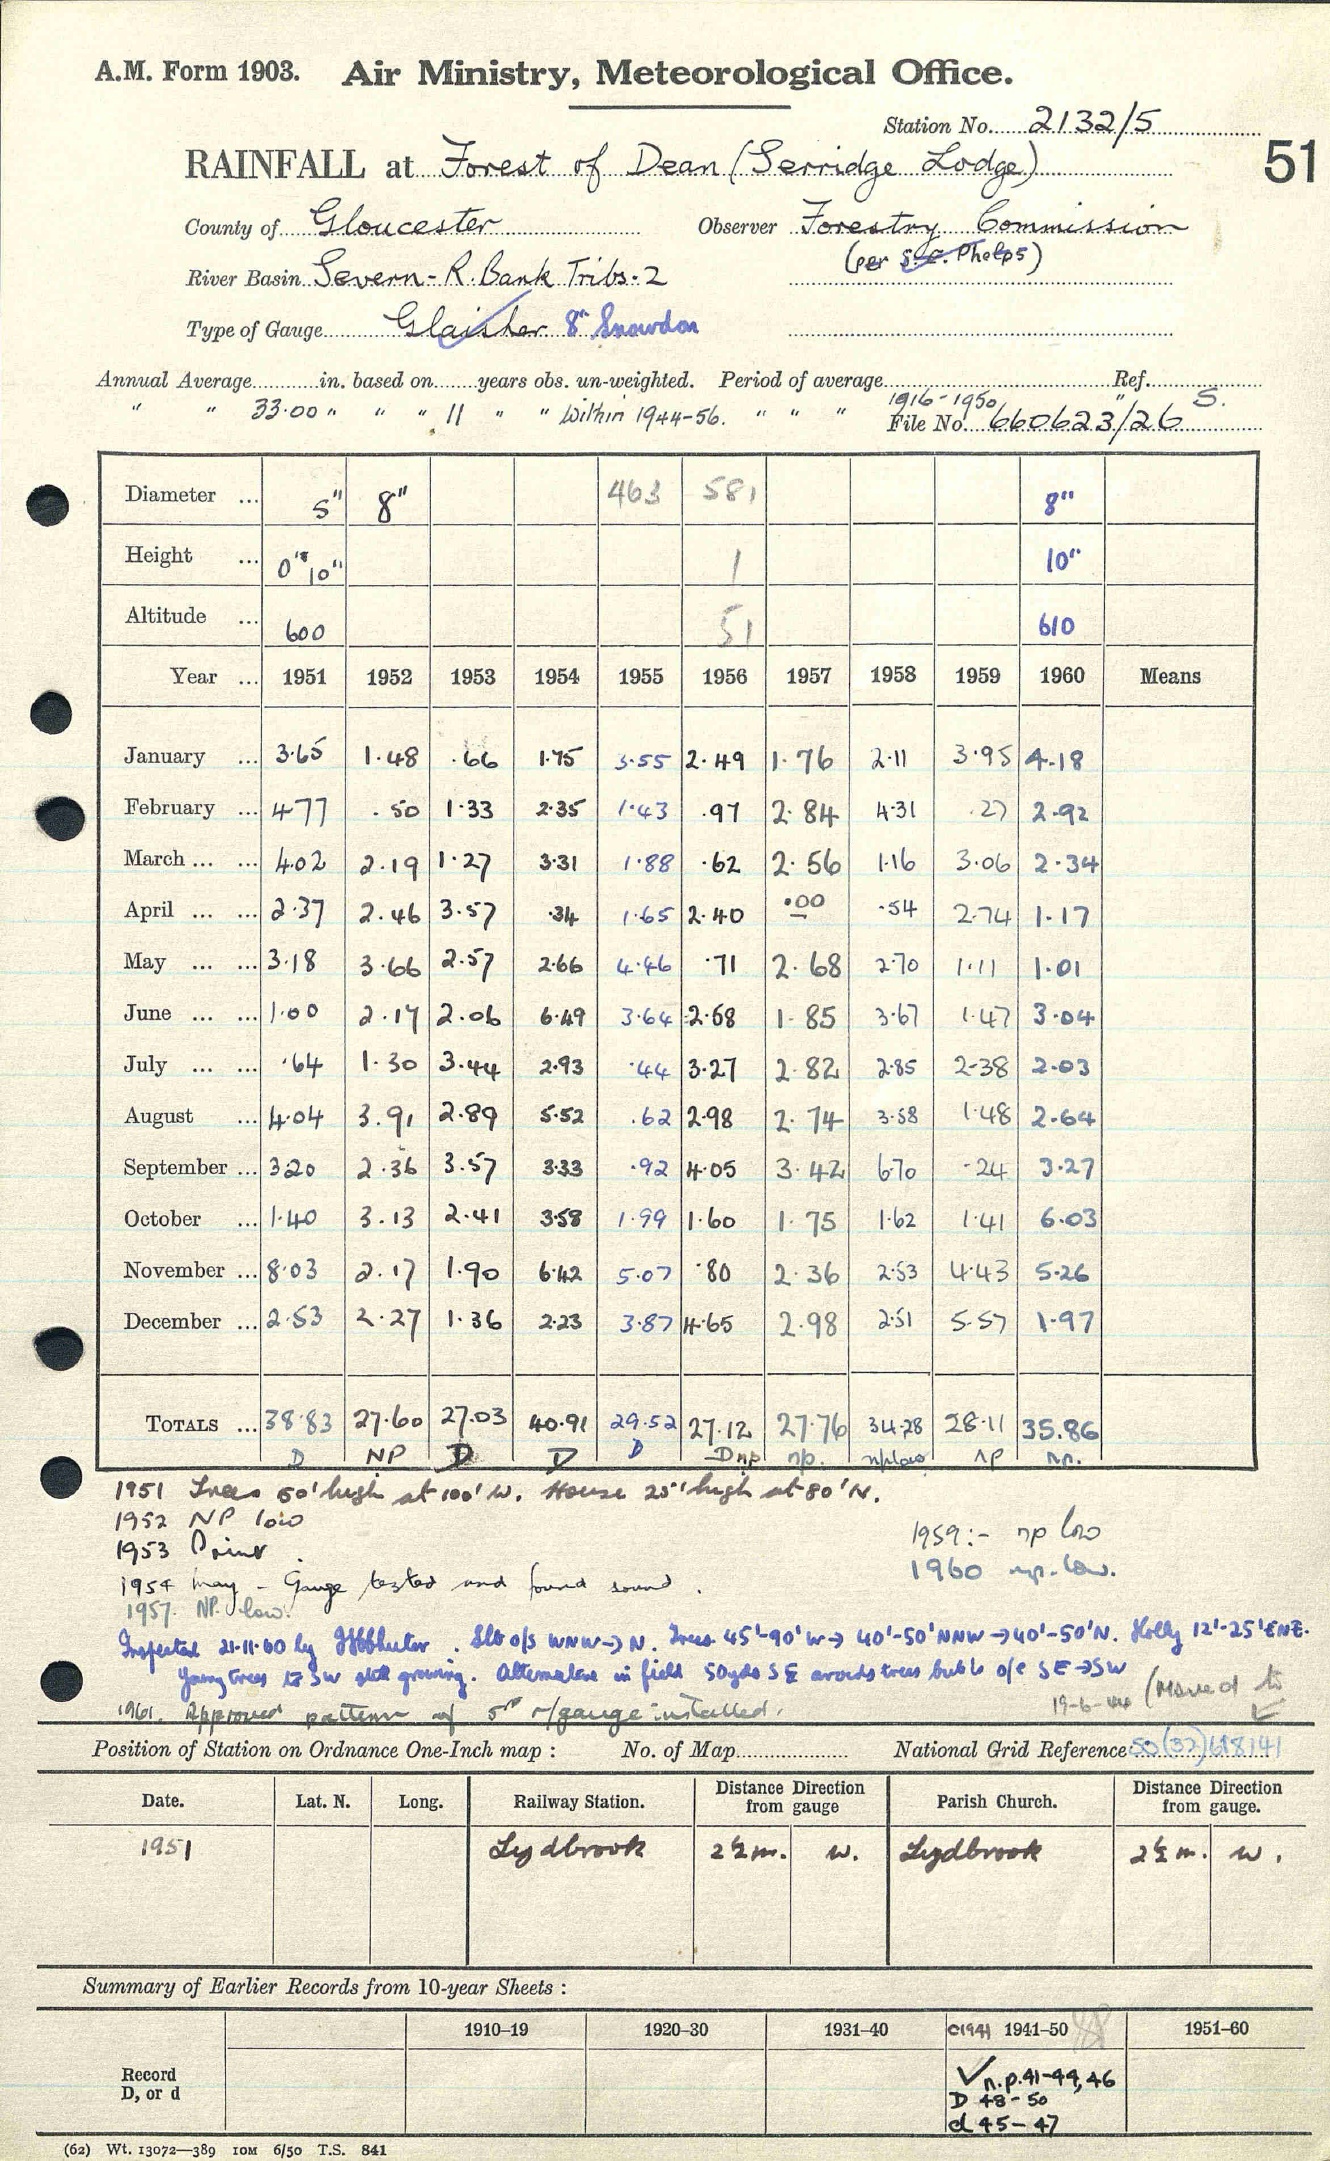 A.M. Form 1903. Air Ministry, Meteorological Office.
Station No. 2132/5
51
RAINFALL at Forest of Dean (Serridge Lodge)
County of Gloucester Observer Forestry Commission
(per S.C. Phelps)
River Basin Severn - R. Bank Tribs. 2
Type of Gauge Glaisher 8" Snowdon
Annual Average in. based on years obs. un-weighted. Period of average Ref.
" " 33.00 " " " 11 " " Within 1944-56. " " " 1916-1950 " S.
File No. 660623/26
Diameter ... 5" 8" 463 581 8"
Height ... 0' 10" 1 10"
Altitude ... 600 51 610
Year ... 1951 1952 1953 1954 1955 1956 1957 1958 1959 1960 Means
January ... 3.65 1.48 .66 1.75 3.55 2.49 1.76 2.11 3.95 4.18
February ... 4.77 .50 1.33 2.35 1.43 .97 2.84 4.31 .27 2.92
March ... ... 4.02 2.19 1.27 3.31 1.88 .62 2.56 1.16 3.06 2.34
April ... ... 2.37 2.46 3.57 .34 1.65 2.40 .00 .54 2.74 1.17
May ... ... 3.18 3.66 2.57 2.66 4.46 .71 2.68 2.70 1.11 1.01
June ... ... 1.00 2.17 2.06 6.49 3.64 2.58 1.85 3.67 1.47 3.04
July ... ... .64 1.30 3.44 2.93 .44 3.27 2.82 2.85 2.38 2.03
August ... 4.04 3.91 2.89 5.52 .62 2.98 2.74 3.58 1.48 2.64
September ... 3.20 2.36 3.57 3.33 .92 4.05 3.42 6.70 .24 3.27
October ... 1.40 3.13 2.41 3.58 1.99 1.60 1.75 1.62 1.41 6.03
November ... 8.03 2.17 1.90 6.42 5.07 .80 2.36 2.53 4.43 5.26
December ... 2.53 2.27 1.36 2.23 3.87 4.65 2.98 2.51 5.57 1.97
TOTALS ... 38.83 27.60 27.03 40.91 29.52 27.12 27.76 34.28 28.11 35.86
D NP D D D D np np. np low np np.
1951 Trees 50' high at 100' W. House 25' high at 80' N.
1952 NP low
1953 Prints.
1954 May - Gauge tested and found sound.
1957. NP. low.
1959:- np low
1960 np. low.
Inspected 21.11.60 by . Slt o/s WNW→N. Trees 45'-90' W→ 40'-50' NNW→40'-50' N. Holly 12'-25' ENE.
Young trees to SW still growing. Alternative in field 50yds SE avoids trees but o/e SE→SW
1961. Approved pattern of 5" r/gauge installed. 19-6-44 (moved to
Position of Station on Ordnance One-Inch map : No. of Map National Grid Reference 50(32)618141
Date. Lat. N. Long. Railway Station. Distance from gauge Direction Parish Church. Distance from gauge. Direction
1951 Lydbrook 2½m. W. Lydbrook 2½m. W.
Summary of Earlier Records from 10-year Sheets :
1910–19 1920–30 1931–40 C1941 1941–50 1951–60
Record D, or d
✓ n.p. 41-44, 46
D 48-50
d 45-47
(62) Wt. 13072—389 10M 6/50 T.S. 841